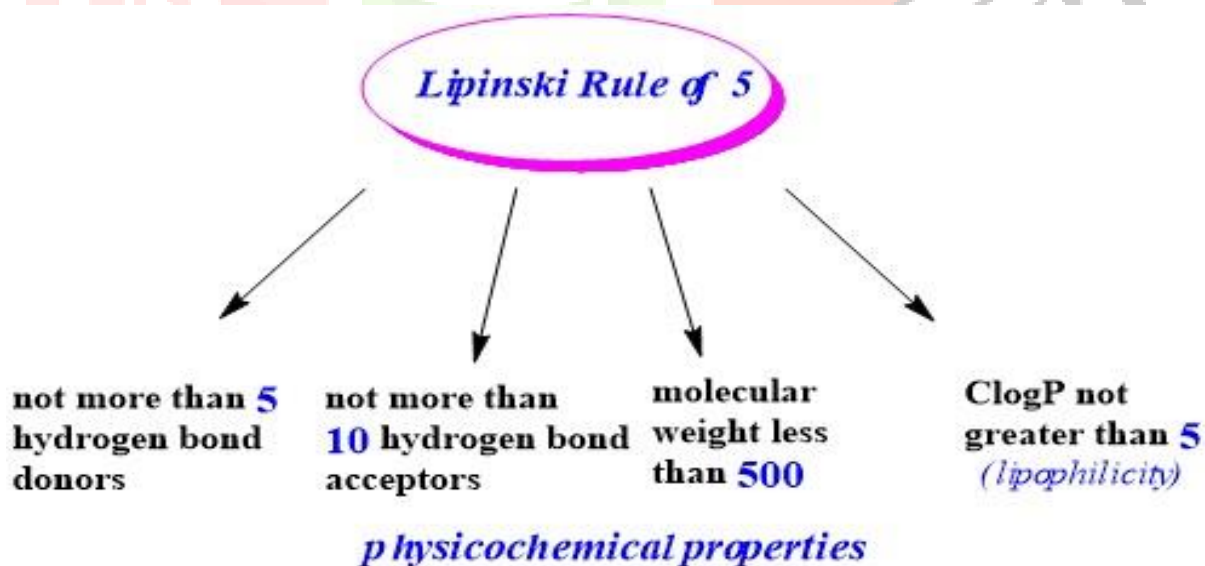 Lipinski Rule of 5
not more than 5
hydrogen bond
donors
not more than
10 hydrogen bond
acceptors
molecular
weight less
than 500
ClogP not
greater than 5
(lipophilicity)
physicochemical properties